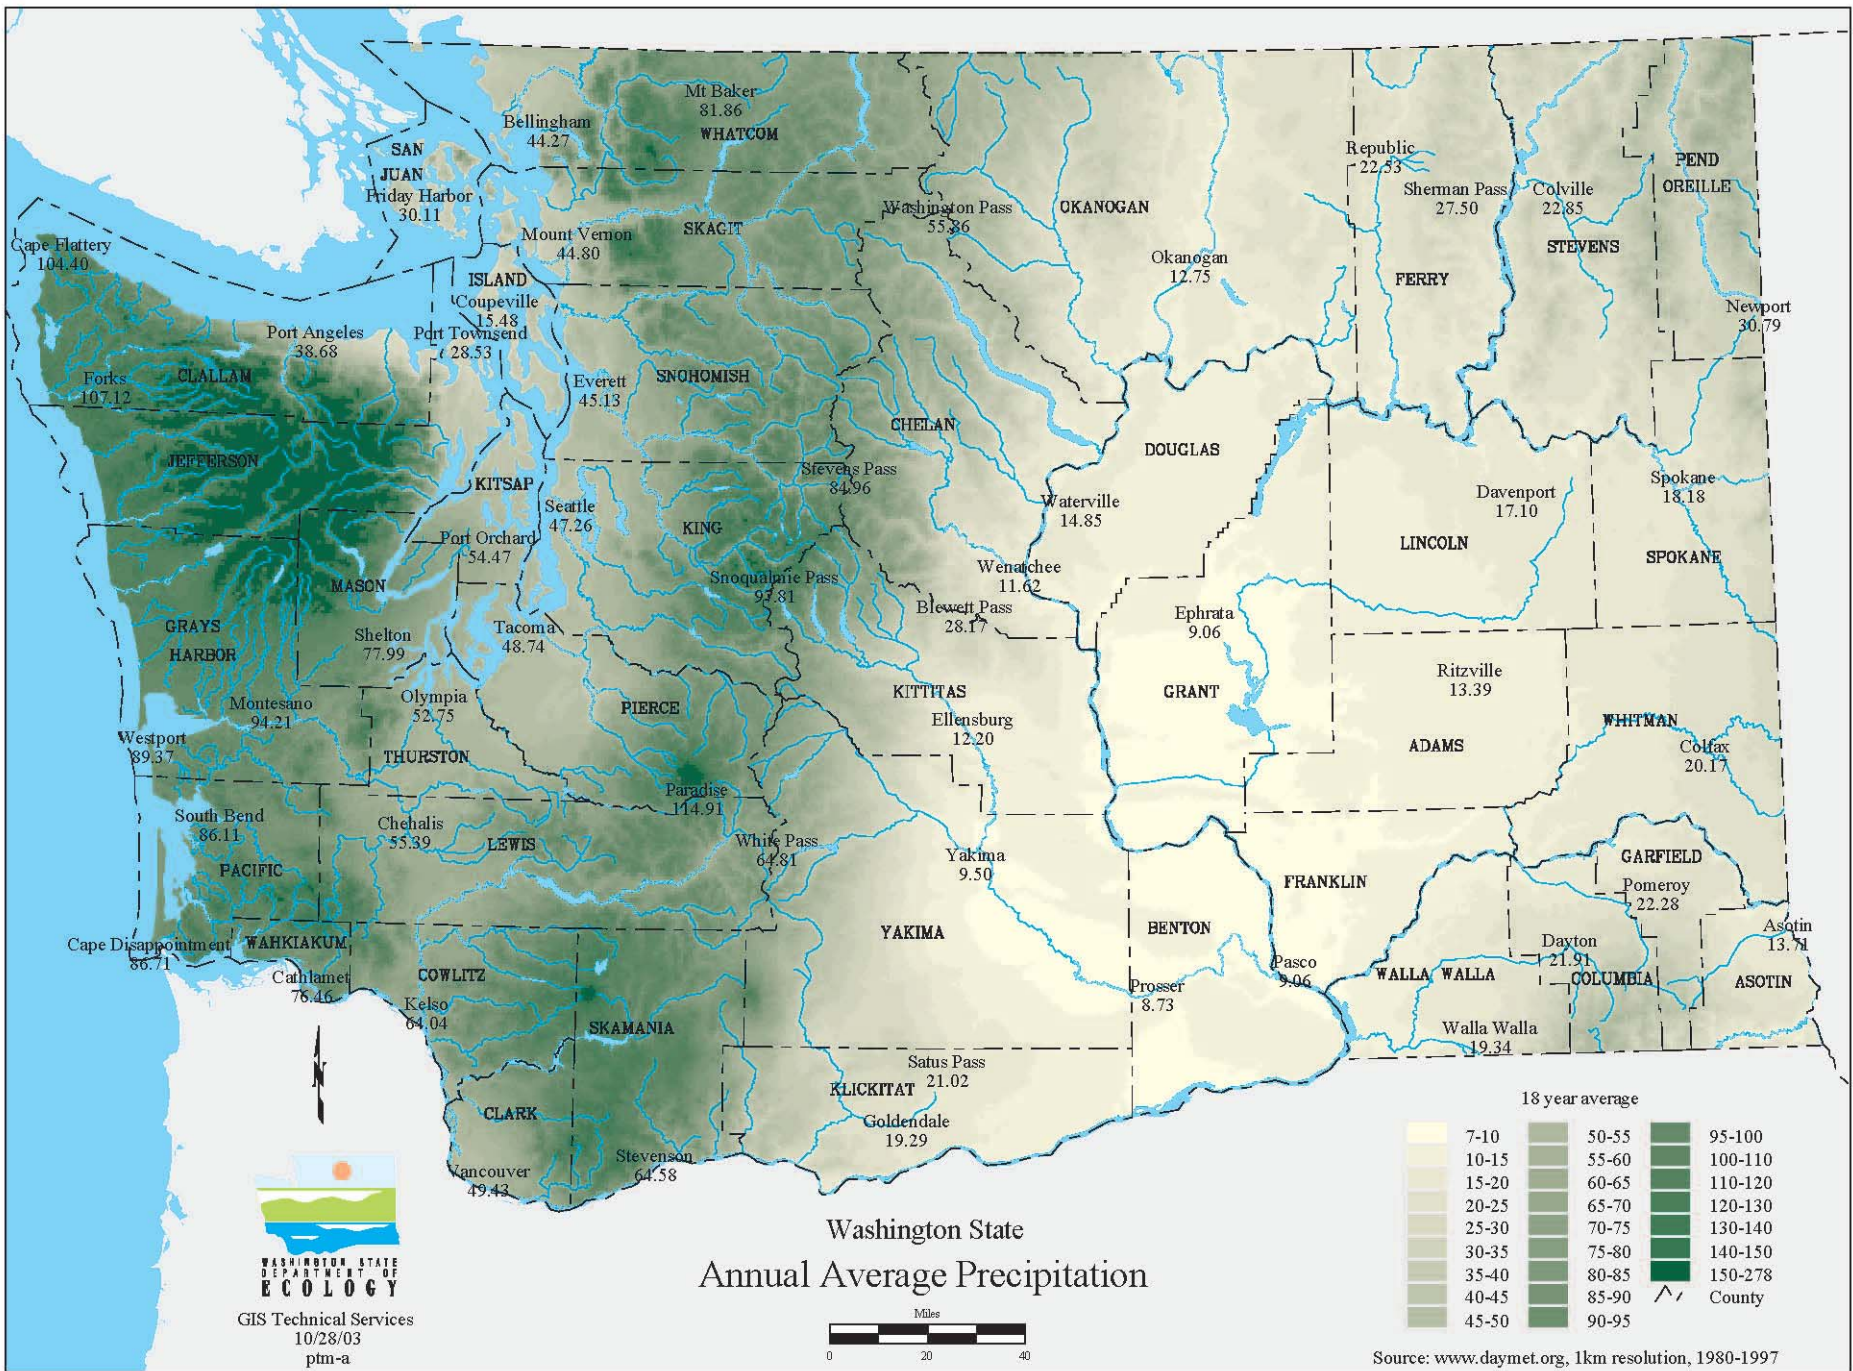 Mt Baker
81.86
WHATCOM
Bellingham
44.27
SAN
JUAN
Friday Harbor
30.11
Republic
22.53
PEND
OREILLE
Sherman Pass
27.50
Colville
22.85
STEVENS
Washington Pass
55.86
OKANOGAN
SKAGIT
Mount Vernon
44.80
Cape Flattery
104.40
Okanogan
12.75
FERRY
ISLAND
Coupeville
15.48
Newport
30.79
Port Angeles
38.68
Port Townsend
28.53
Forks
107.12
CLALLAM
Everett
45.13
SNOHOMISH
CHELAN
DOUGLAS
JEFFERSON
KITSAP
Stevens Pass
84.96
Seattle
47.26
KING
Waterville
14.85
Davenport
17.10
Spokane
18.18
LINCOLN
SPOKANE
Port Orchard
54.47
MASON
Snoqualmie Pass
97.81
Wenatchee
11.62
Blewett Pass
28.17
Ephrata
9.06
GRAYS
HARBOR
Shelton
77.99
Tacoma
48.74
Ritzville
13.39
KITTITAS
GRANT
Montesano
94.21
Olympia
52.75
PIERCE
Ellensburg
12.20
WHITMAN
Westport
89.37
THURSTON
ADAMS
Colfax
20.17
Paradise
114.91
South Bend
86.11
Chehalis
55.39
LEWIS
White Pass
64.81
Yakima
9.50
PACIFIC
GARFIELD
Pomeroy
22.28
FRANKLIN
Cape Disappointment
86.71
WAHKIAKUM
YAKIMA
BENTON
Asotin
13.71
Dayton
21.91
COLUMBIA
Cathlamet
76.46
COWLITZ
Pasco
9.06
WALLA WALLA
ASOTIN
Kelso
64.04
SKAMANIA
Prosser
8.73
Walla Walla
19.34
Satus Pass
21.02
KLICKITAT
Goldendale
19.29
N
CLARK
Stevenson
64.58
Vancouver
49.43
18 year average
7-10
10-15
15-20
20-25
25-30
30-35
35-40
40-45
45-50
50-55
55-60
60-65
65-70
70-75
75-80
80-85
85-90
90-95
95-100
100-110
110-120
120-130
130-140
140-150
150-278
County
Washington State
Annual Average Precipitation
Miles
0 20 40
WASHINGTON STATE
DEPARTMENT OF
ECOLOGY
GIS Technical Services
10/28/03
ptm-a
Source: www.daymet.org, 1km resolution, 1980-1997